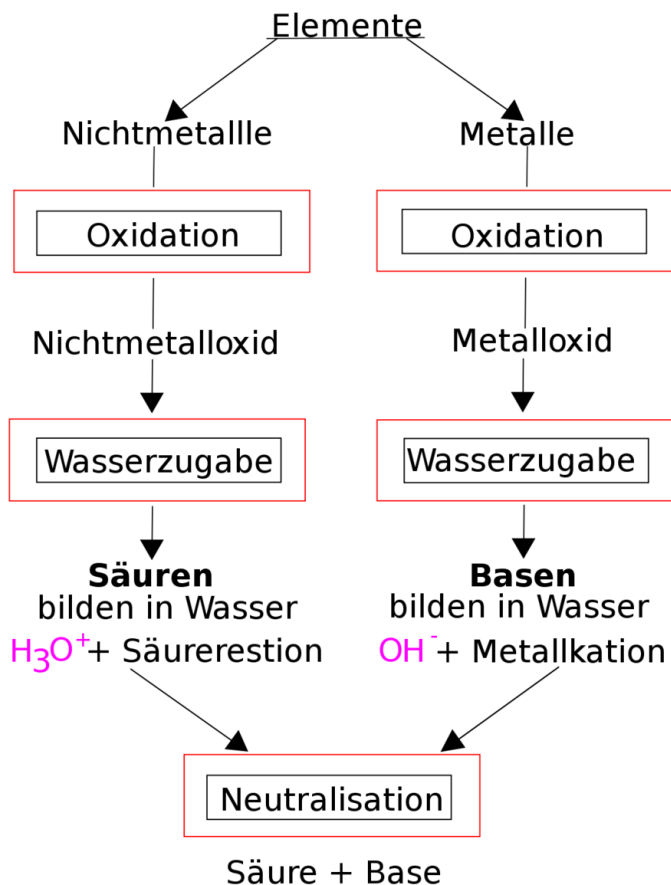 Elemente
Nichtmetallle
Metalle
Oxidation
Oxidation
Nichtmetalloxid
Metalloxid
Wasserzugabe
Wasserzugabe
Säuren
bilden in Wasser
H₃O⁺ + Säurerestion
Basen
bilden in Wasser
OH⁻ + Metallkation
Neutralisation
Säure + Base